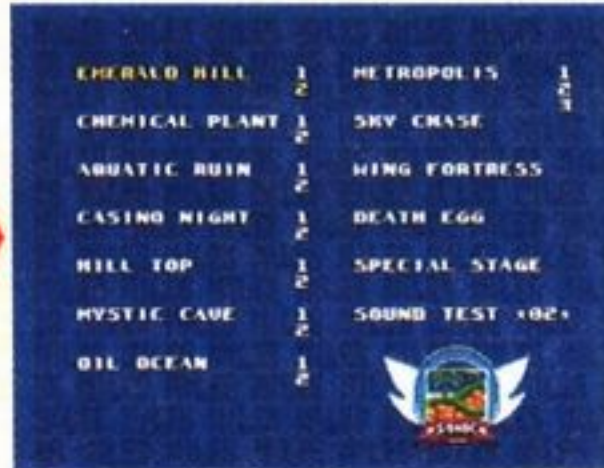 EMERALD HILL 1
2
CHEMICAL PLANT 1
2
AQUATIC RUIN 1
2
CASINO NIGHT 1
2
HILL TOP 1
2
MYSTIC CAVE 1
2
OIL OCEAN 1
2
METROPOLIS 1
2
3
SKY CHASE
WING FORTRESS
DEATH EGG
SPECIAL STAGE
SOUND TEST *02*
SONIC